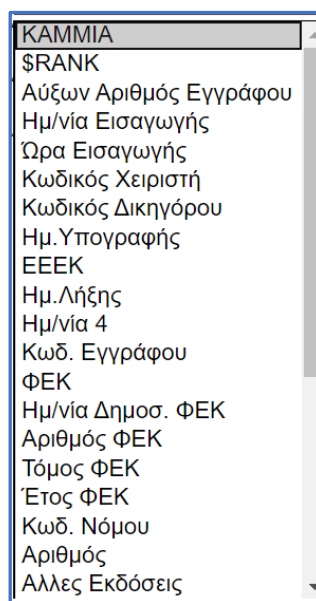 ΚΑΜΜΙΑ
$RANK
Αύξων Αριθμός Εγγράφου
Ημ/νία Εισαγωγής
Ώρα Εισαγωγής
Κωδικός Χειριστή
Κωδικός Δικηγόρου
Ημ.Υπογραφής
ΕΕΕΚ
Ημ.Λήξης
Ημ/νία 4
Κωδ. Εγγράφου
ΦΕΚ
Ημ/νία Δημοσ. ΦΕΚ
Αριθμός ΦΕΚ
Τόμος ΦΕΚ
Έτος ΦΕΚ
Κωδ. Νόμου
Αριθμός
Αλλες Εκδόσεις